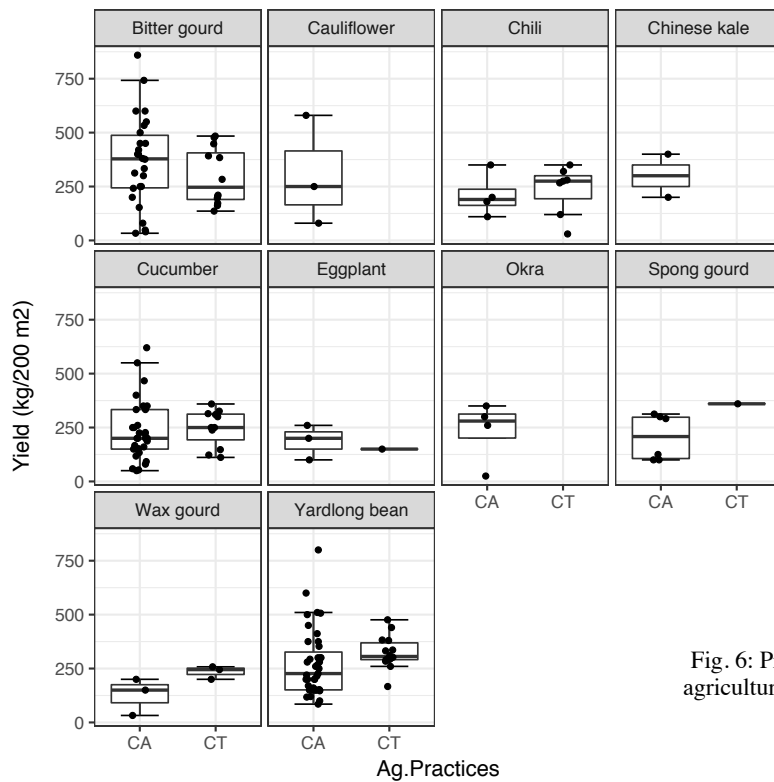 Bitter gourd Cauliflower Chili Chinese kale
750
500
250
0
Cucumber Eggplant Okra Spong gourd
750
500
250
0
CA CT CA CT
Wax gourd Yardlong bean
750
500
250
0
CA CT CA CT
Yield (kg/200 m2)
Ag.Practices
Fig. 6: P
agricultur